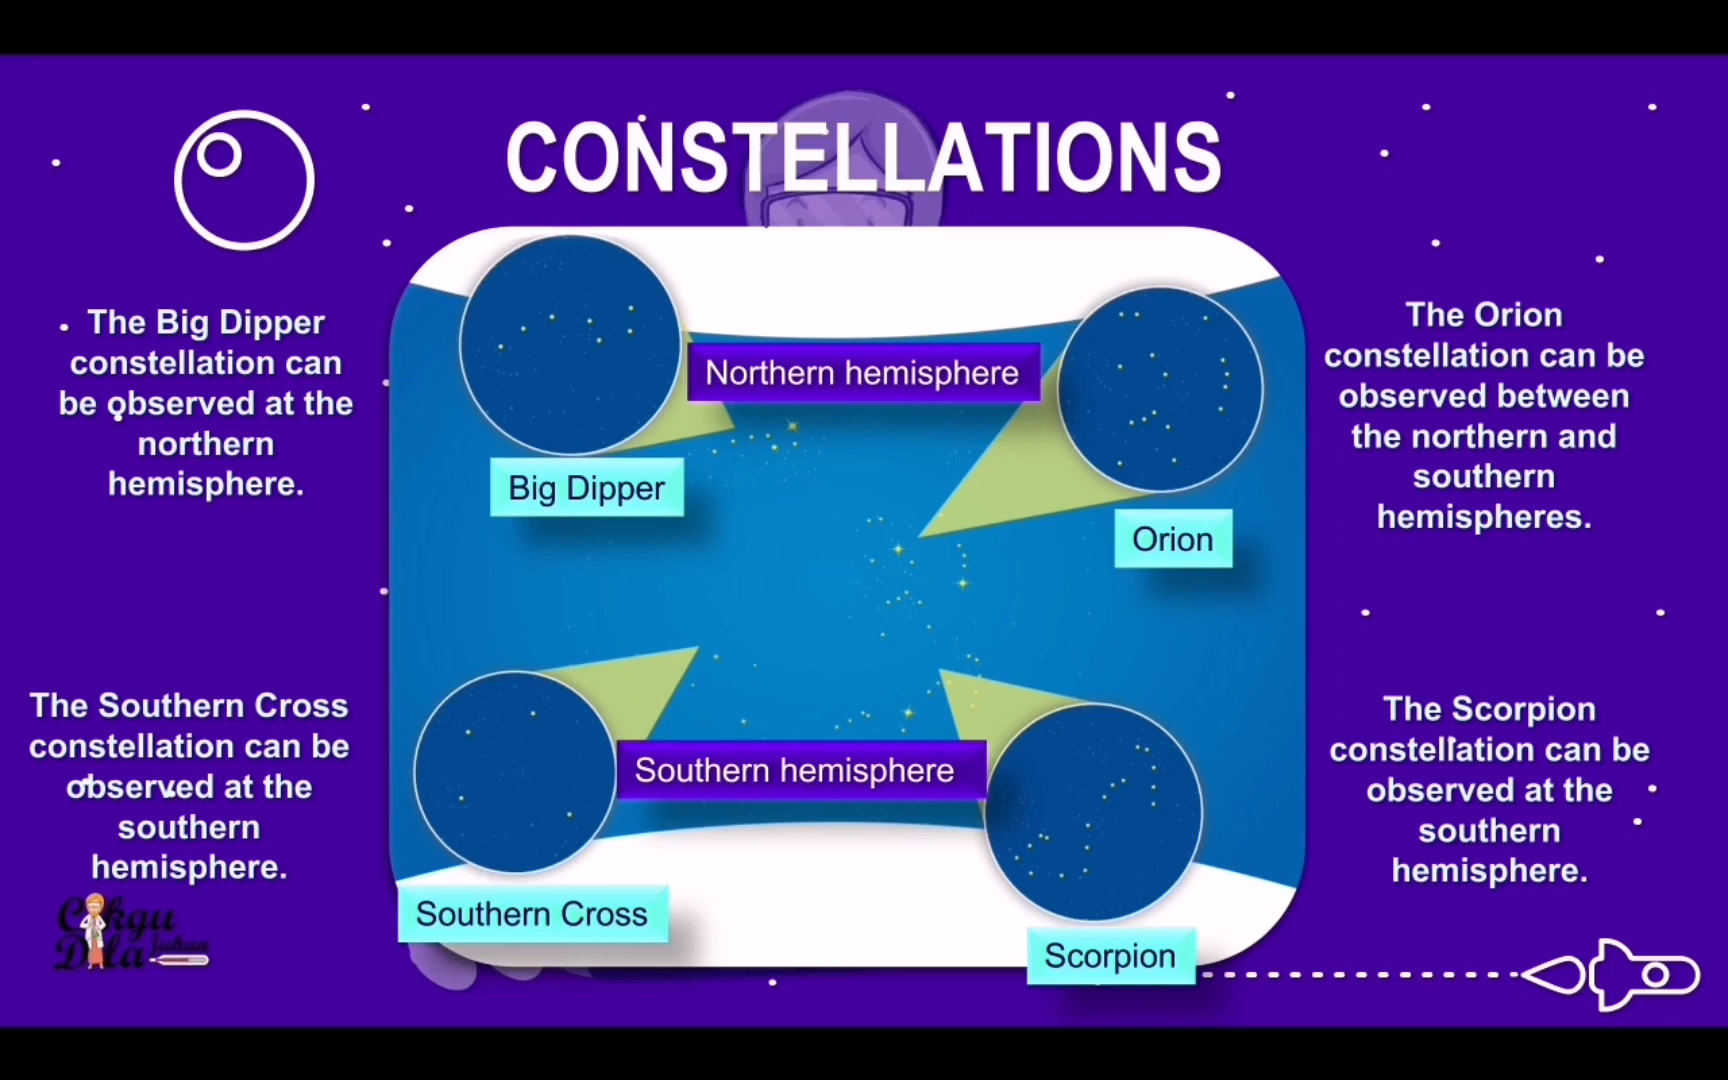 CONSTELLATIONS
The Big Dipper
constellation can
be observed at the
northern
hemisphere.
Northern hemisphere
Big Dipper
Orion
The Orion
constellation can be
observed between
the northern and
southern
hemispheres.
The Southern Cross
constellation can be
observed at the
southern
hemisphere.
Southern hemisphere
Southern Cross
Scorpion
The Scorpion
constellation can be
observed at the
southern
hemisphere.
Cikgu
Dila